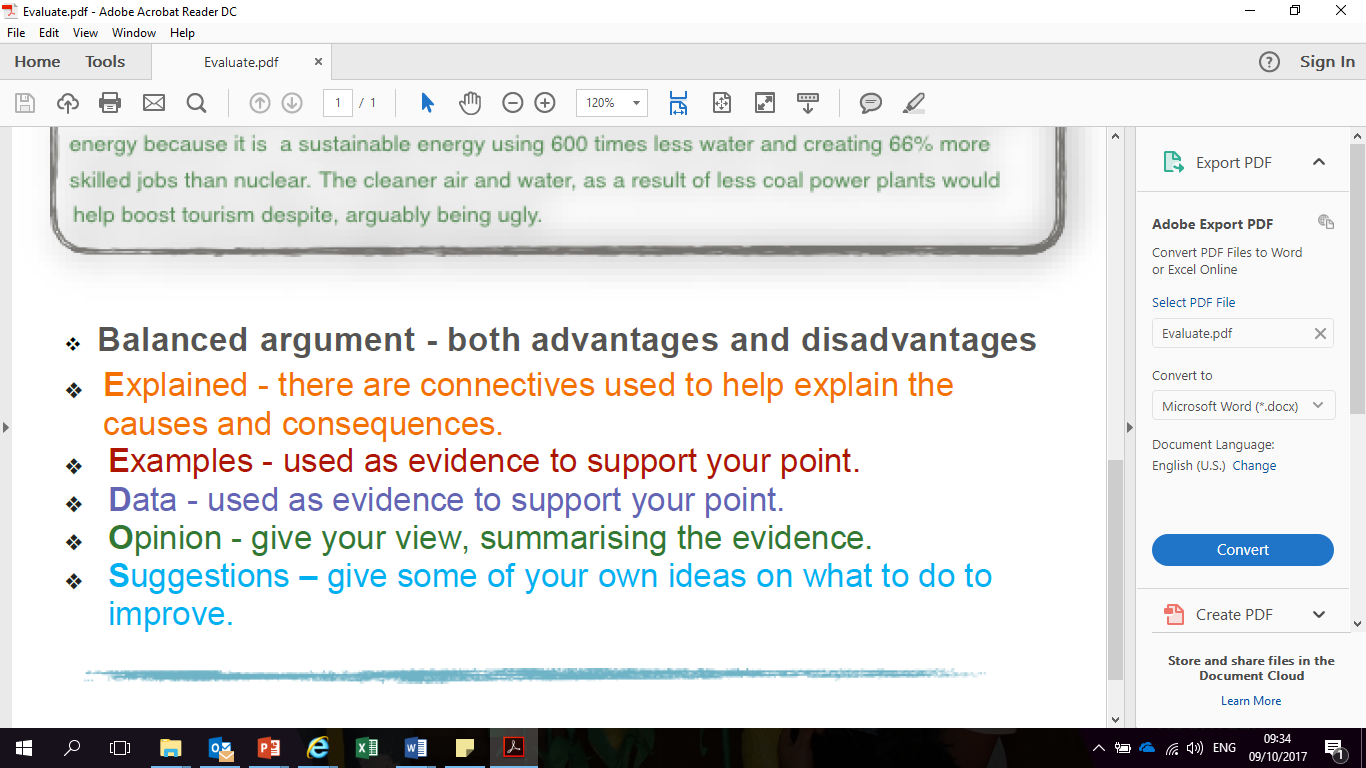 Evaluate.pdf - Adobe Acrobat Reader DC
File Edit View Window Help
Home Tools Evaluate.pdf × Sign In
1 / 1 120%
energy because it is a sustainable energy using 600 times less water and creating 66% more
skilled jobs than nuclear. The cleaner air and water, as a result of less coal power plants would
help boost tourism despite, arguably being ugly.
❖ Balanced argument - both advantages and disadvantages
❖ Explained - there are connectives used to help explain the
causes and consequences.
❖ Examples - used as evidence to support your point.
❖ Data - used as evidence to support your point.
❖ Opinion - give your view, summarising the evidence.
❖ Suggestions – give some of your own ideas on what to do to
improve.
Export PDF
Adobe Export PDF
Convert PDF Files to Word
or Excel Online
Select PDF File
Evaluate.pdf
Convert to
Microsoft Word (*.docx)
Document Language:
English (U.S.) Change
Convert
Create PDF
Store and share files in the
Document Cloud
Learn More
ENG
09:34
09/10/2017
1